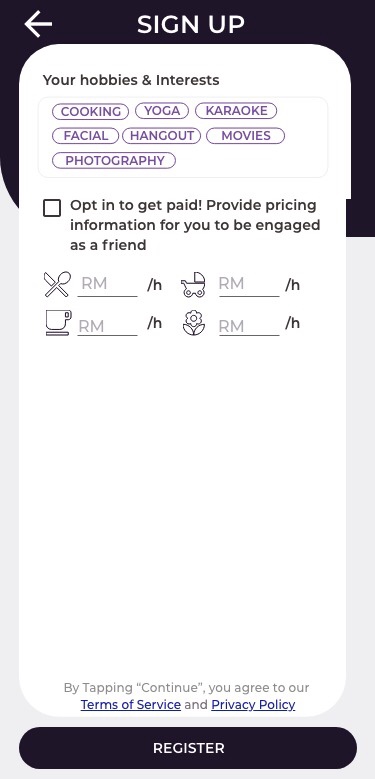 SIGN UP
Your hobbies & Interests
COOKING YOGA KARAOKE
FACIAL HANGOUT MOVIES
PHOTOGRAPHY
Opt in to get paid! Provide pricing
information for you to be engaged
as a friend
RM /h RM /h
RM /h RM /h
By Tapping “Continue”, you agree to our
Terms of Service and Privacy Policy
REGISTER